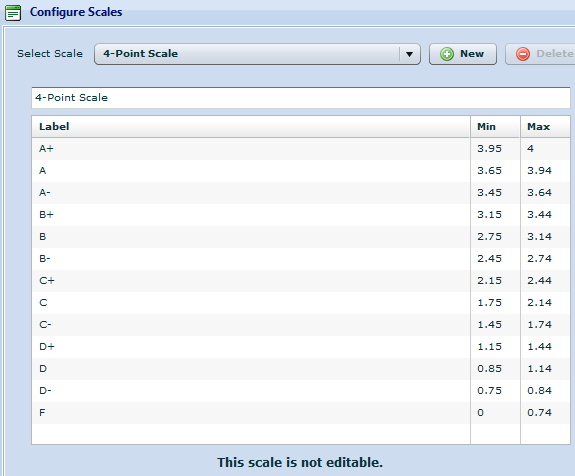 Configure Scales
Select Scale 4-Point Scale New Delete
4-Point Scale
Label Min Max
A+ 3.95 4
A 3.65 3.94
A- 3.45 3.64
B+ 3.15 3.44
B 2.75 3.14
B- 2.45 2.74
C+ 2.15 2.44
C 1.75 2.14
C- 1.45 1.74
D+ 1.15 1.44
D 0.85 1.14
D- 0.75 0.84
F 0 0.74
This scale is not editable.